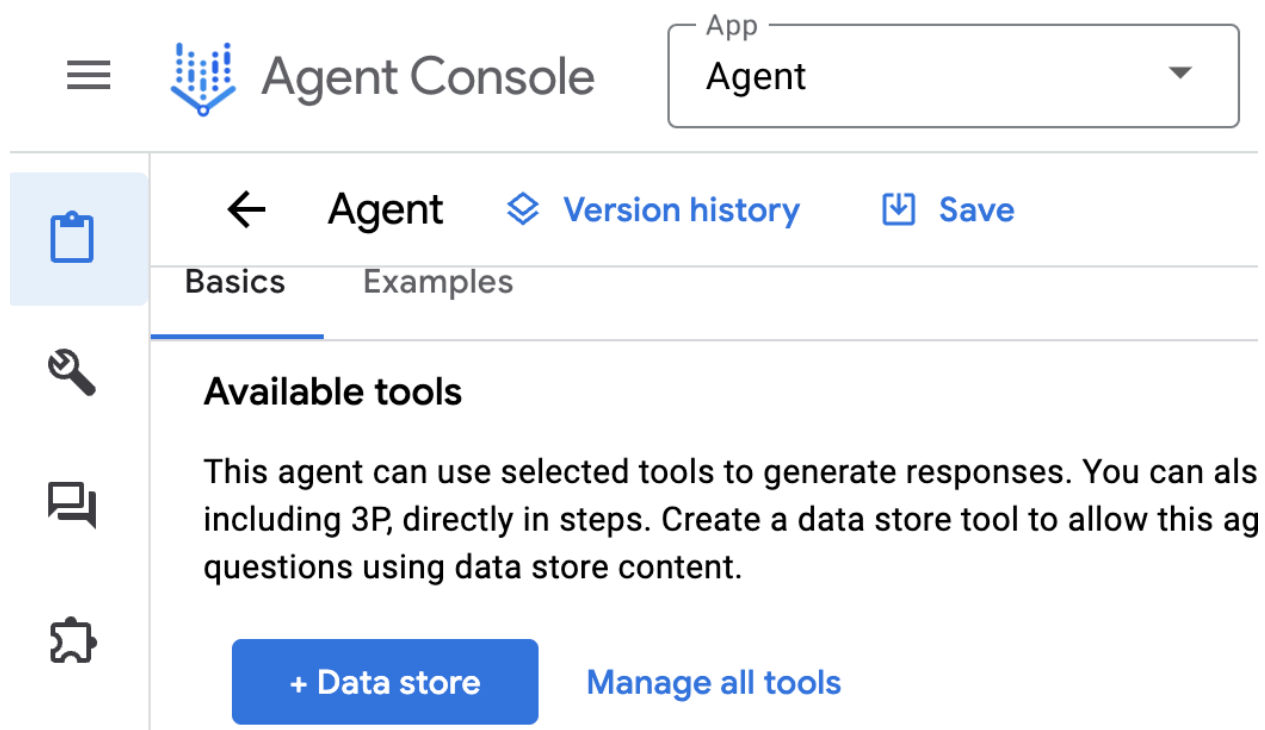 App
Agent Console
Agent
Agent
Version history
Save
Basics
Examples
Available tools
This agent can use selected tools to generate responses. You can als
including 3P, directly in steps. Create a data store tool to allow this ag
questions using data store content.
+ Data store
Manage all tools